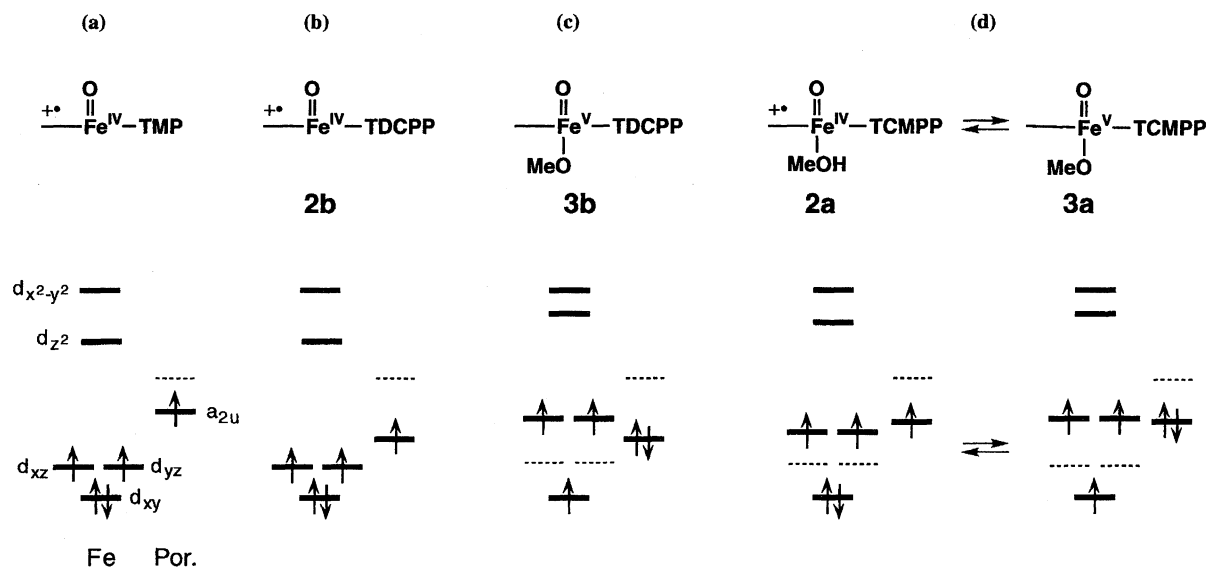 (a) (b) (c) (d)
O O O O O
+• Fe^IV–TMP +• Fe^IV–TDCPP Fe^V–TDCPP +• Fe^IV–TCMPP Fe^V–TCMPP
MeO MeOH MeO
2b 3b 2a 3a
d_x²-y²
d_z²
a_2u
d_xz d_yz
d_xy
Fe Por.